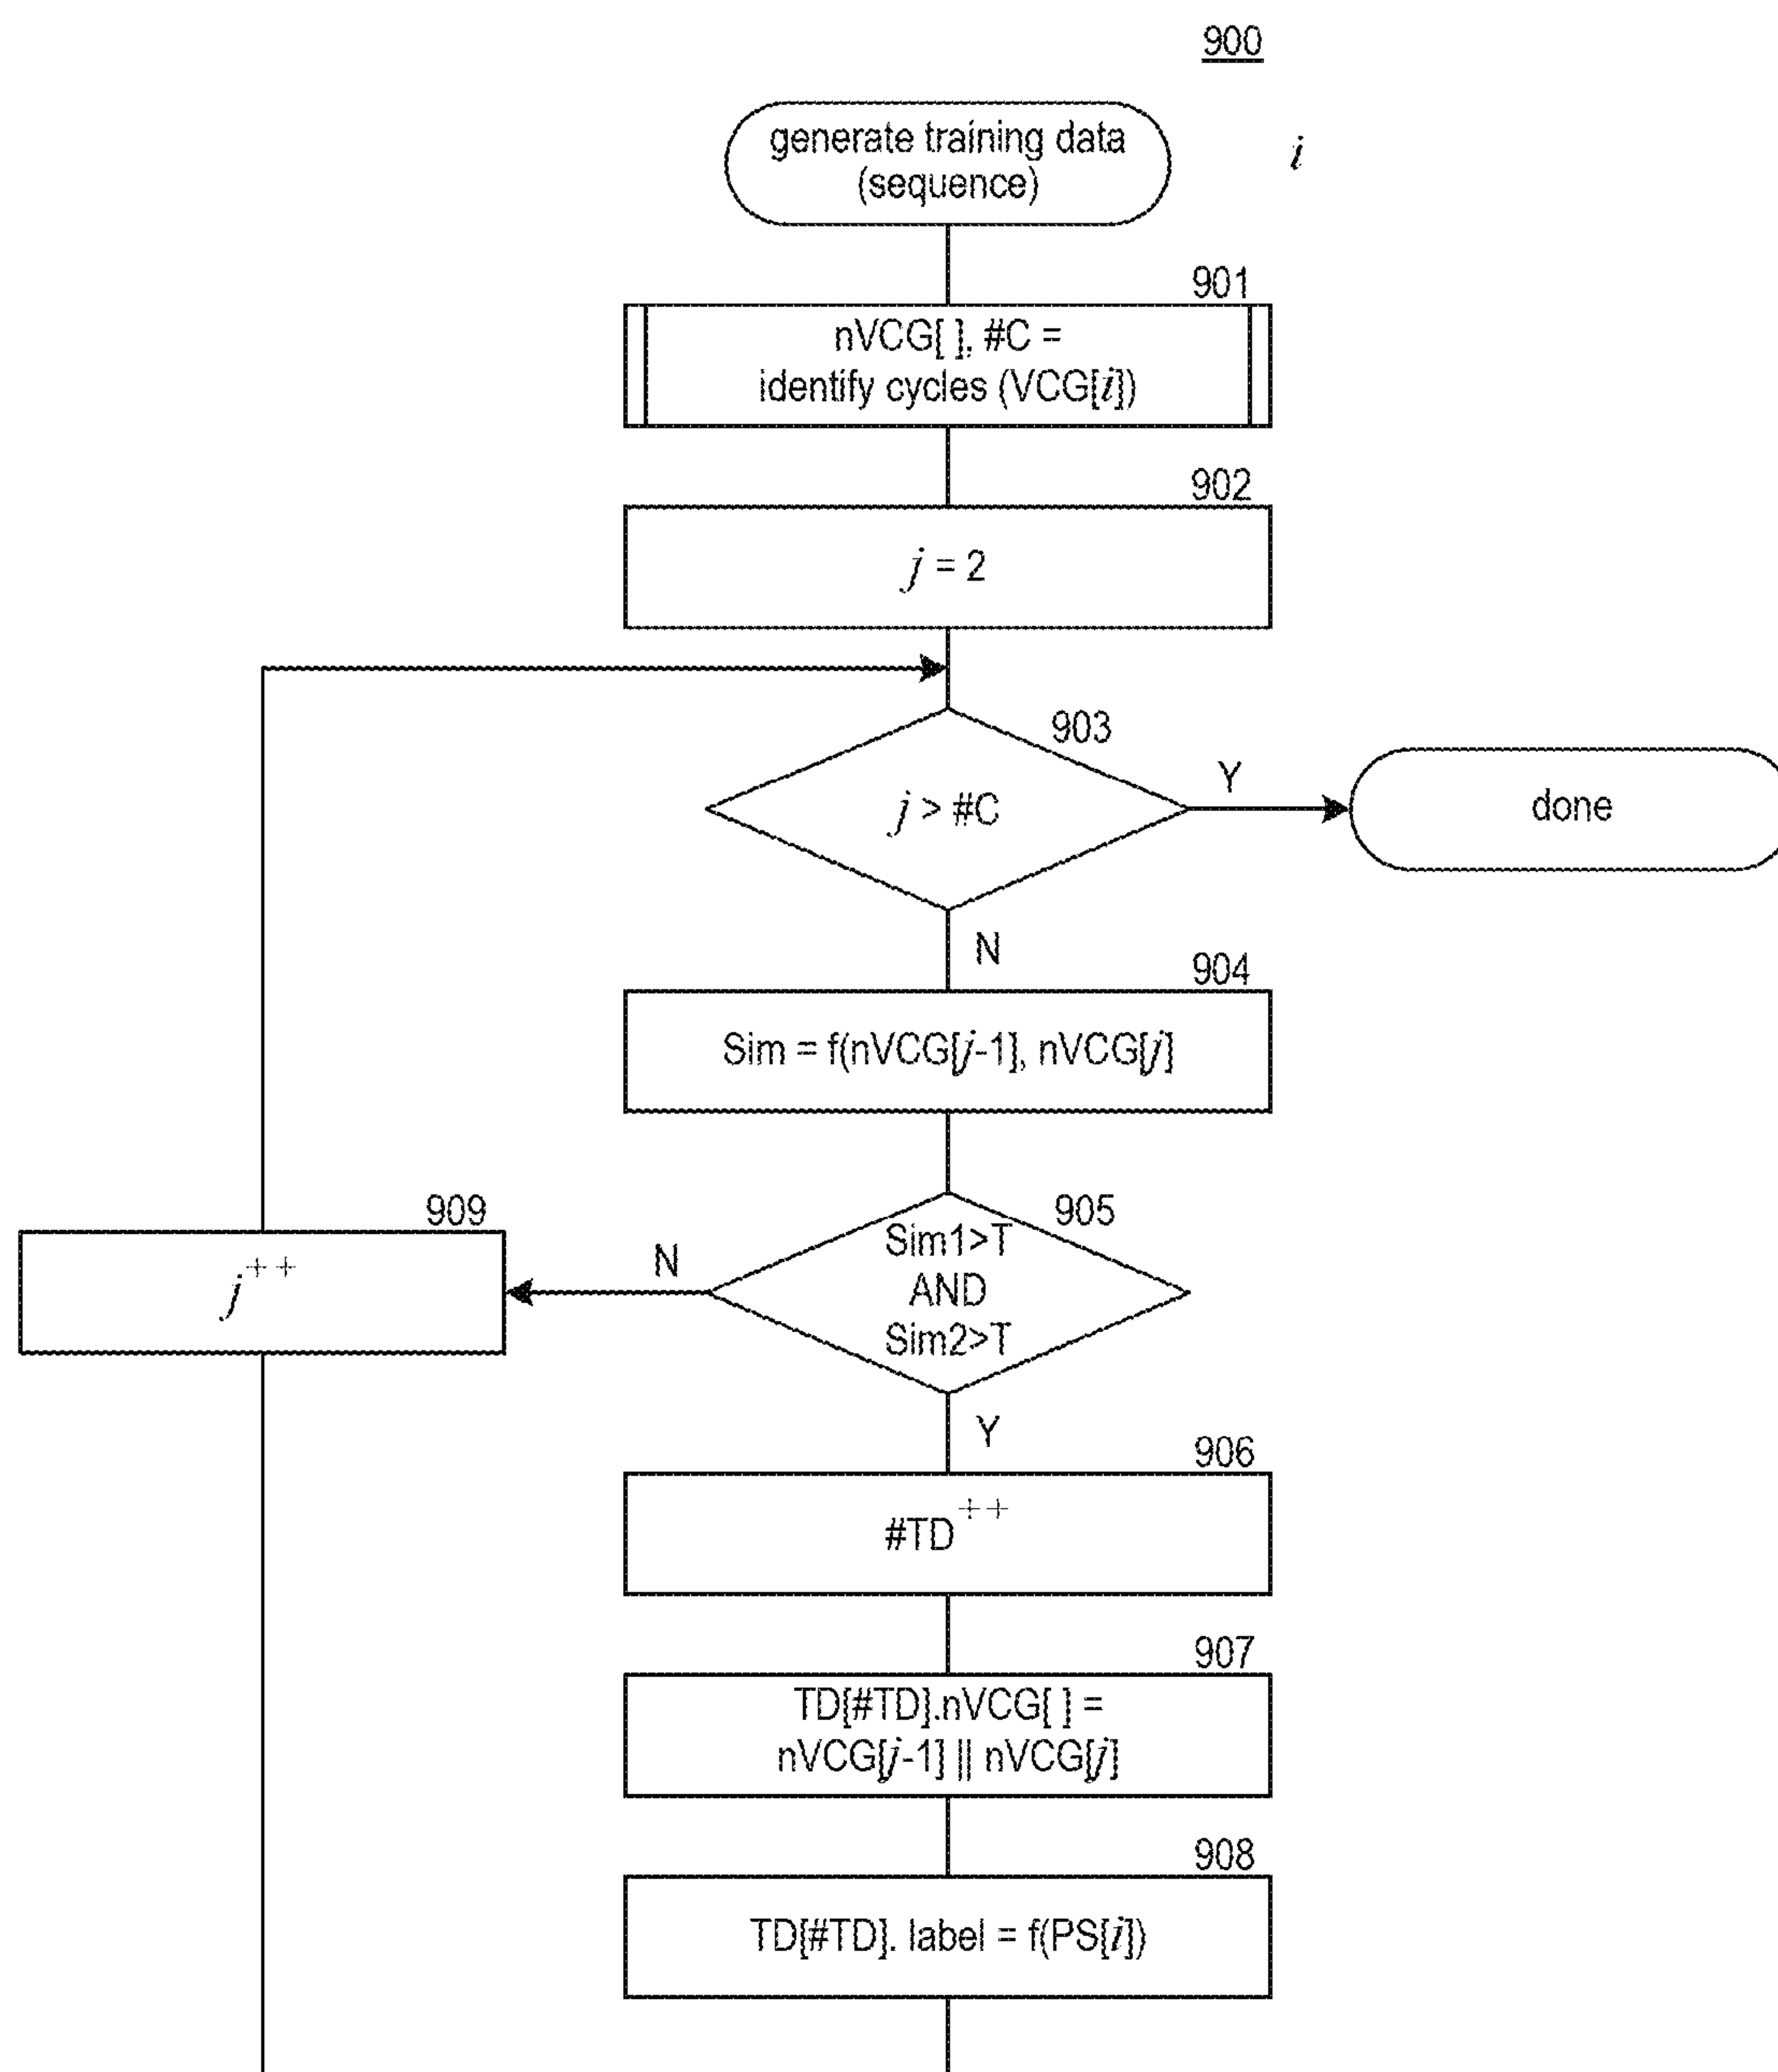 900
generate training data
(sequence)
i
901
nVCG[ ], #C =
identify cycles (VCG[i])
902
j = 2
903
j > #C
Y
done
N
904
Sim = f(nVCG[j-1], nVCG[j]
905
Sim1>T
AND
Sim2>T
N
909
j++
Y
906
#TD++
907
TD[#TD].nVCG[ ] =
nVCG[j-1] || nVCG[j]
908
TD[#TD]. label = f(PS[i])